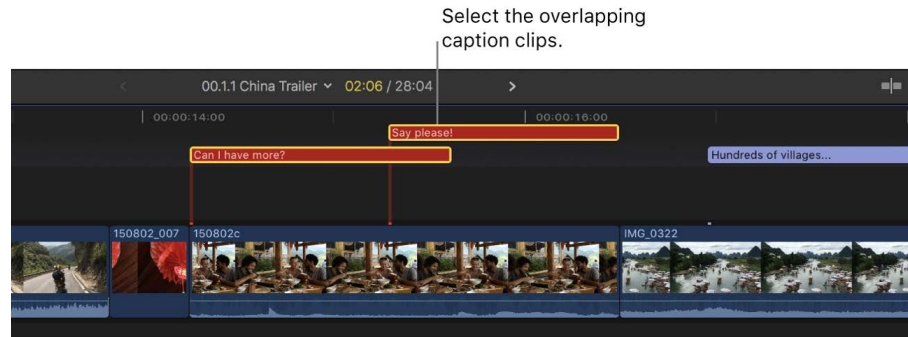 Select the overlapping
caption clips.
00.1.1 China Trailer 02:06 / 28:04
00:00:14:00 00:00:16:00
Say please!
Can I have more? Hundreds of villages...
150802_007 150802c IMG_0322